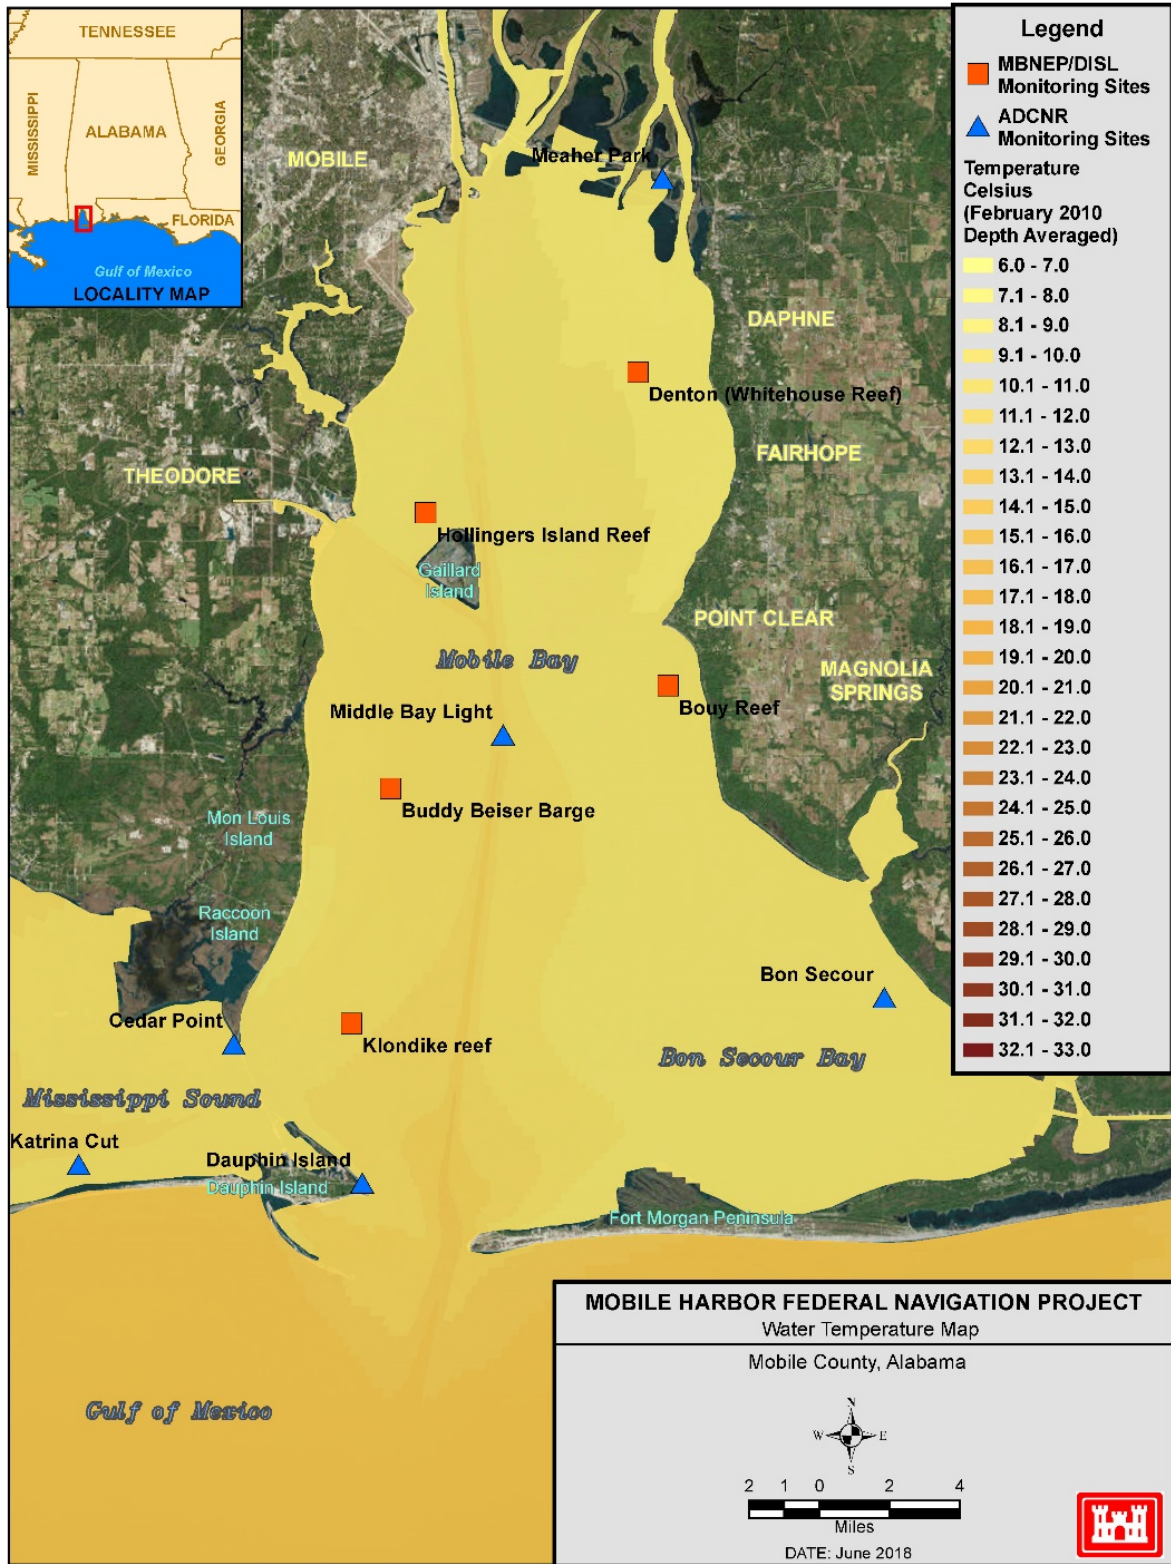 TENNESSEE
MISSISSIPPI
ALABAMA
GEORGIA
FLORIDA
Gulf of Mexico
LOCALITY MAP
MOBILE
Meaher Park
DAPHNE
Denton (Whitehouse Reef)
FAIRHOPE
THEODORE
Hollingers Island Reef
Gaillard
Island
POINT CLEAR
Mobile Bay
MAGNOLIA
SPRINGS
Middle Bay Light
Bouy Reef
Buddy Beiser Barge
Mon Louis
Island
Raccoon
Island
Bon Secour
Cedar Point
Klondike reef
Bon Secour Bay
Mississippi Sound
Katrina Cut
Dauphin Island
Dauphin Island
Fort Morgan Peninsula
Gulf of Mexico
Legend
MBNEP/DISL
Monitoring Sites
ADCNR
Monitoring Sites
Temperature
Celsius
(February 2010
Depth Averaged)
6.0 - 7.0
7.1 - 8.0
8.1 - 9.0
9.1 - 10.0
10.1 - 11.0
11.1 - 12.0
12.1 - 13.0
13.1 - 14.0
14.1 - 15.0
15.1 - 16.0
16.1 - 17.0
17.1 - 18.0
18.1 - 19.0
19.1 - 20.0
20.1 - 21.0
21.1 - 22.0
22.1 - 23.0
23.1 - 24.0
24.1 - 25.0
25.1 - 26.0
26.1 - 27.0
27.1 - 28.0
28.1 - 29.0
29.1 - 30.0
30.1 - 31.0
31.1 - 32.0
32.1 - 33.0
MOBILE HARBOR FEDERAL NAVIGATION PROJECT
Water Temperature Map
Mobile County, Alabama
N
W E
S
2 1 0 2 4
Miles
DATE: June 2018